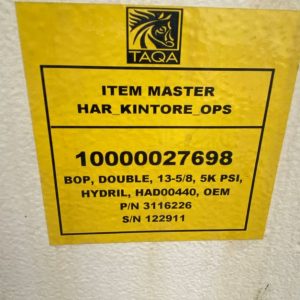 TAQA
ITEM MASTER
HAR_KINTORE_OPS
10000027698
BOP, DOUBLE, 13-5/8, 5K PSI,
HYDRIL, HAD00440, OEM
P/N 3116226
S/N 122911